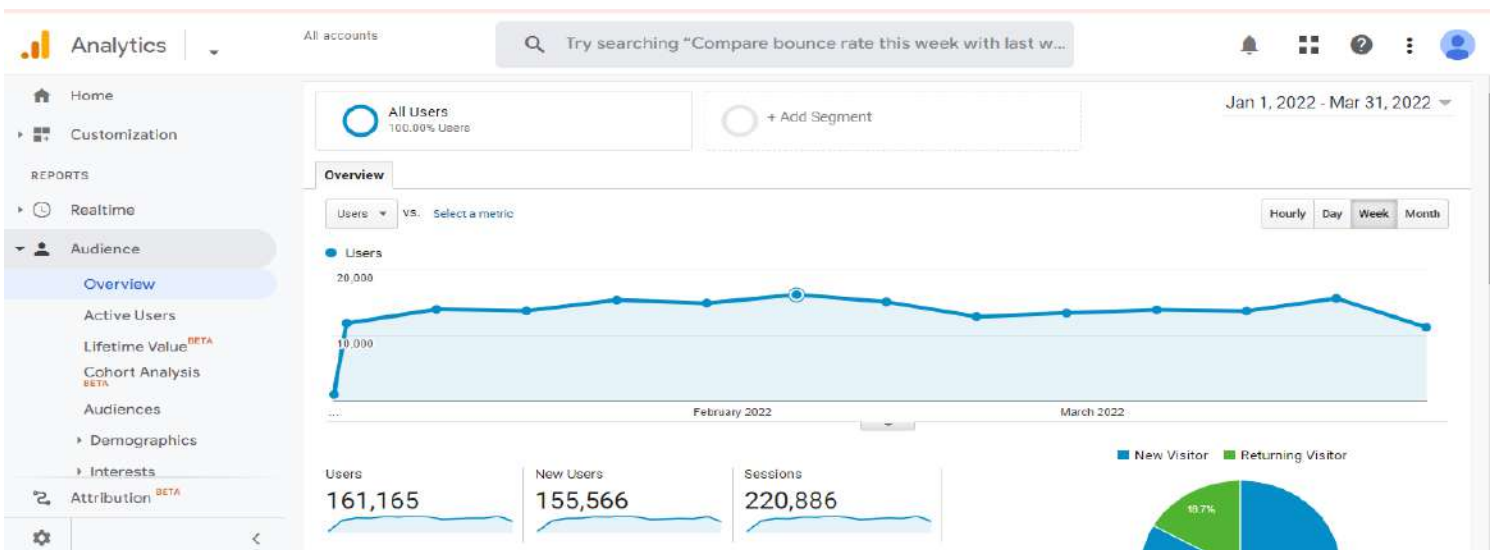 Analytics
All accounts
Try searching “Compare bounce rate this week with last w...
Home
Customization
REPORTS
Realtime
Audience
Overview
Active Users
Lifetime Value BETA
Cohort Analysis
BETA
Audiences
Demographics
Interests
Attribution BETA
All Users
100.00% Users
+ Add Segment
Jan 1, 2022 - Mar 31, 2022
Overview
Users
VS.
Select a metric
Hourly
Day
Week
Month
Users
20,000
10,000
...
February 2022
March 2022
Users
161,165
New Users
155,566
Sessions
220,886
New Visitor
Returning Visitor